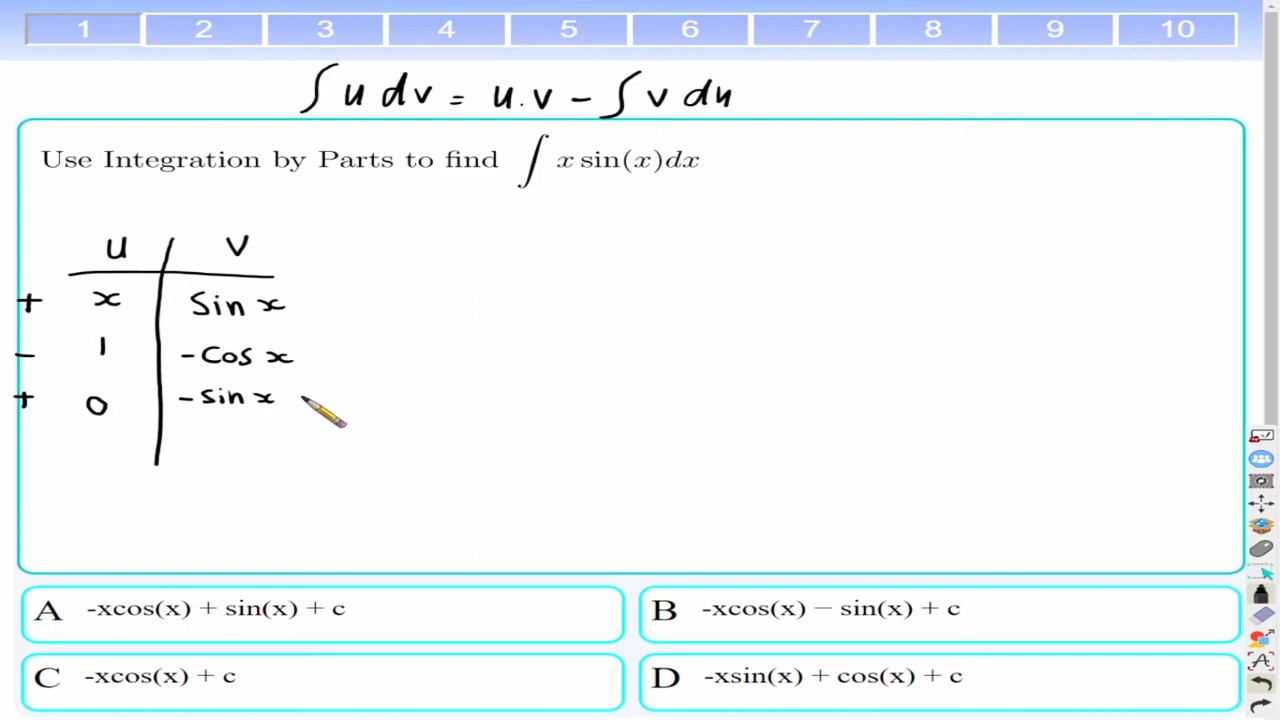 1 2 3 4 5 6 7 8 9 10
∫ u dv = u.v − ∫ v du
Use Integration by Parts to find ∫ x sin(x)dx
u v
+ x Sin x
− 1 -Cos x
+ 0 -sin x
A -xcos(x) + sin(x) + c
B -xcos(x) − sin(x) + c
C -xcos(x) + c
D -xsin(x) + cos(x) + c